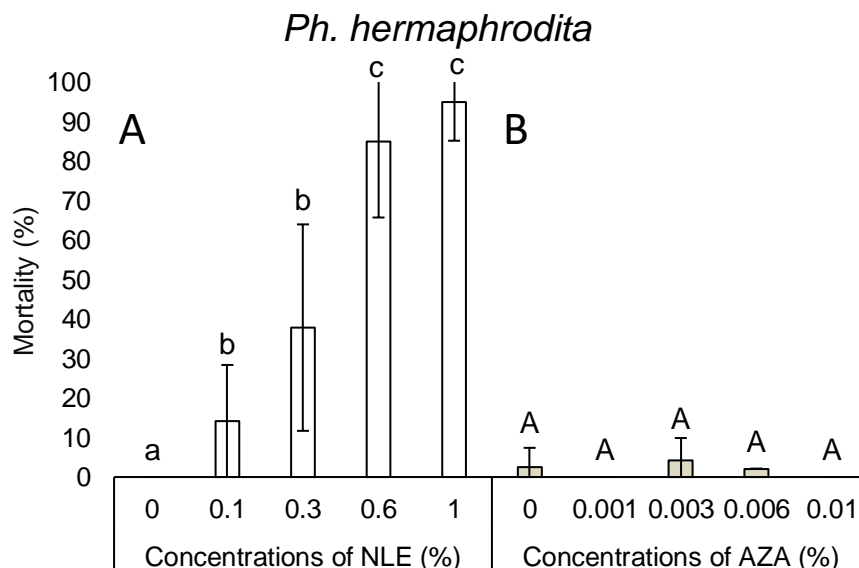 Ph. hermaphrodita
A
B
Mortality (%)
100
90
80
70
60
50
40
30
20
10
0
a
b
b
c
c
A
A
A
A
A
0 0.1 0.3 0.6 1 0 0.001 0.003 0.006 0.01
Concentrations of NLE (%) Concentrations of AZA (%)